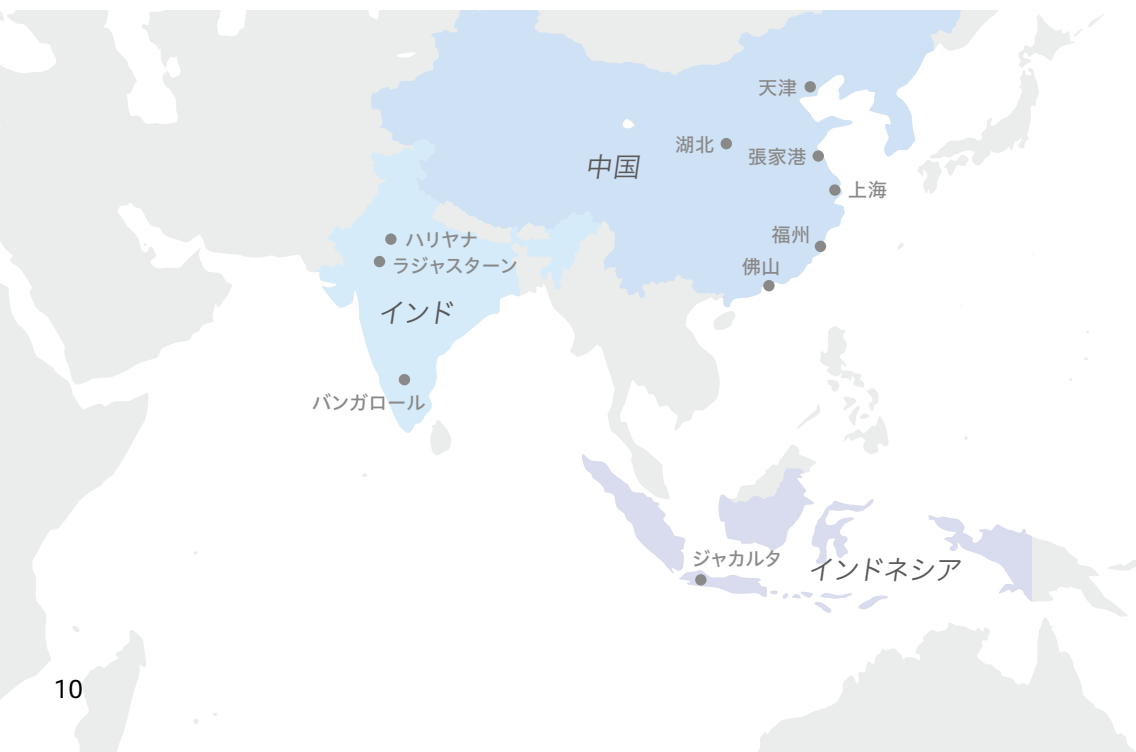 天津
湖北
張家港
中国
上海
福州
ハリヤナ
ラジャスターン
佛山
インド
バンガロール
ジャカルタ
インドネシア
10